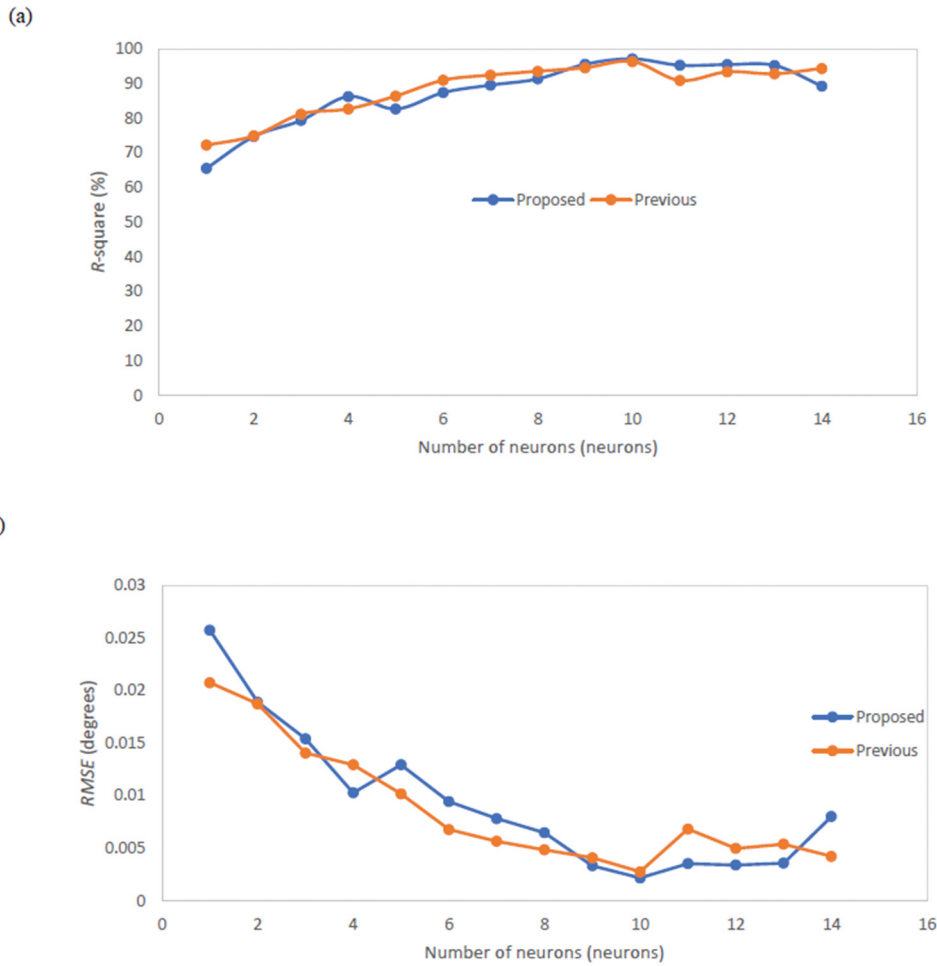 (a)
100
90
80
70
60
50
40
30
20
10
0
R-square (%)
Proposed Previous
0 2 4 6 8 10 12 14 16
Number of neurons (neurons)
)
0.03
0.025
0.02
0.015
0.01
0.005
0
RMSE (degrees)
Proposed
Previous
0 2 4 6 8 10 12 14 16
Number of neurons (neurons)